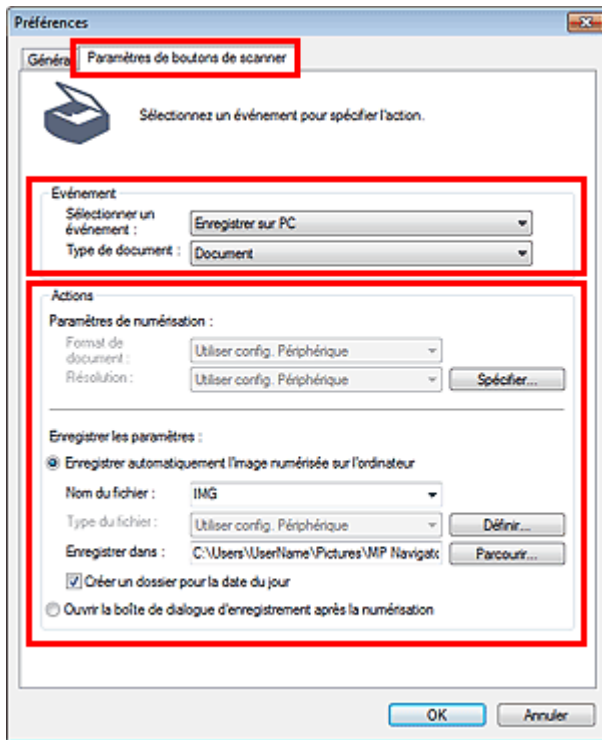 Préférences
Général
Paramètres de boutons de scanner
Sélectionnez un événement pour spécifier l'action.
Evénement
Sélectionner un
événement :
Enregistrer sur PC
Type de document :
Document
Actions
Paramètres de numérisation :
Format de
document :
Utiliser config. Périphérique
Résolution :
Utiliser config. Périphérique
Spécifier...
Enregistrer les paramètres :
Enregistrer automatiquement l'image numérisée sur l'ordinateur
Nom du fichier :
IMG
Type du fichier :
Utiliser config. Périphérique
Définir...
Enregistrer dans :
C:\Users\UserName\Pictures\MP Navigato
Parcourir...
Créer un dossier pour la date du jour
Ouvrir la boîte de dialogue d'enregistrement après la numérisation
OK
Annuler